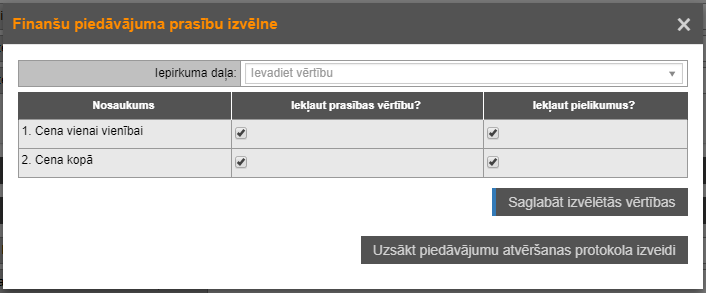 Finanšu piedāvājuma prasību izvēlne
Iepirkuma daļa: Ievadiet vērtību
Nosaukums Iekļaut prasības vērtību? Iekļaut pielikumus?
1. Cena vienai vienībai
2. Cena kopā
Saglabāt izvēlētās vērtības
Uzsākt piedāvājumu atvēršanas protokola izveidi